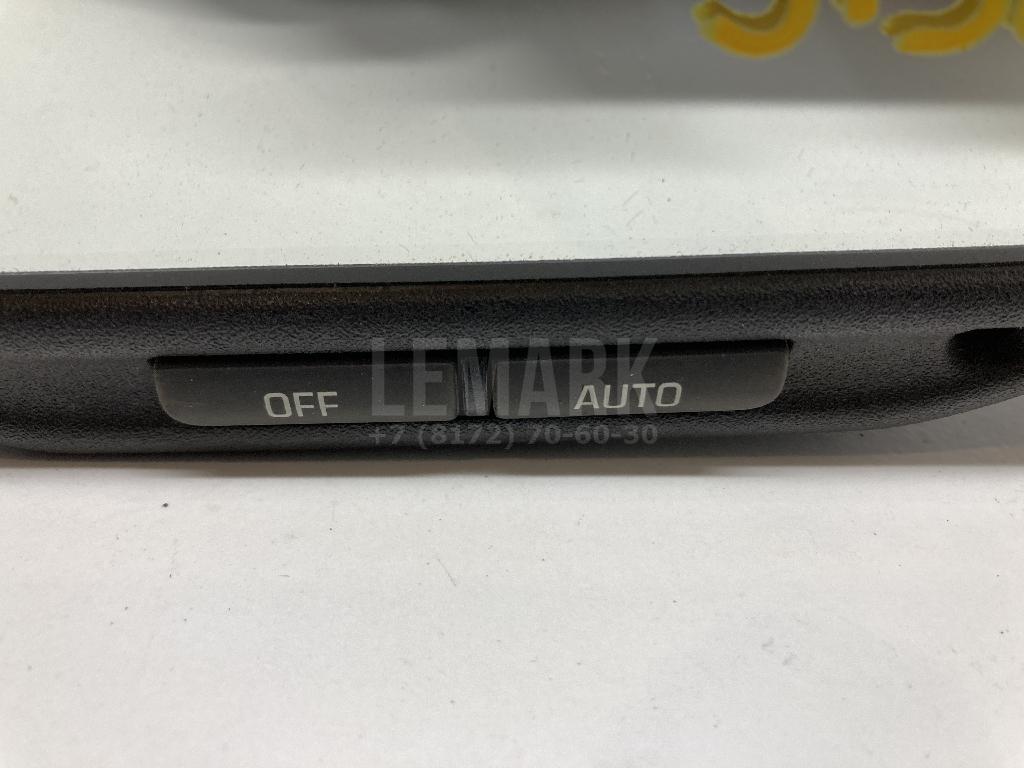 OFF AUTO
LEMARK
+7 (8172) 70-60-30